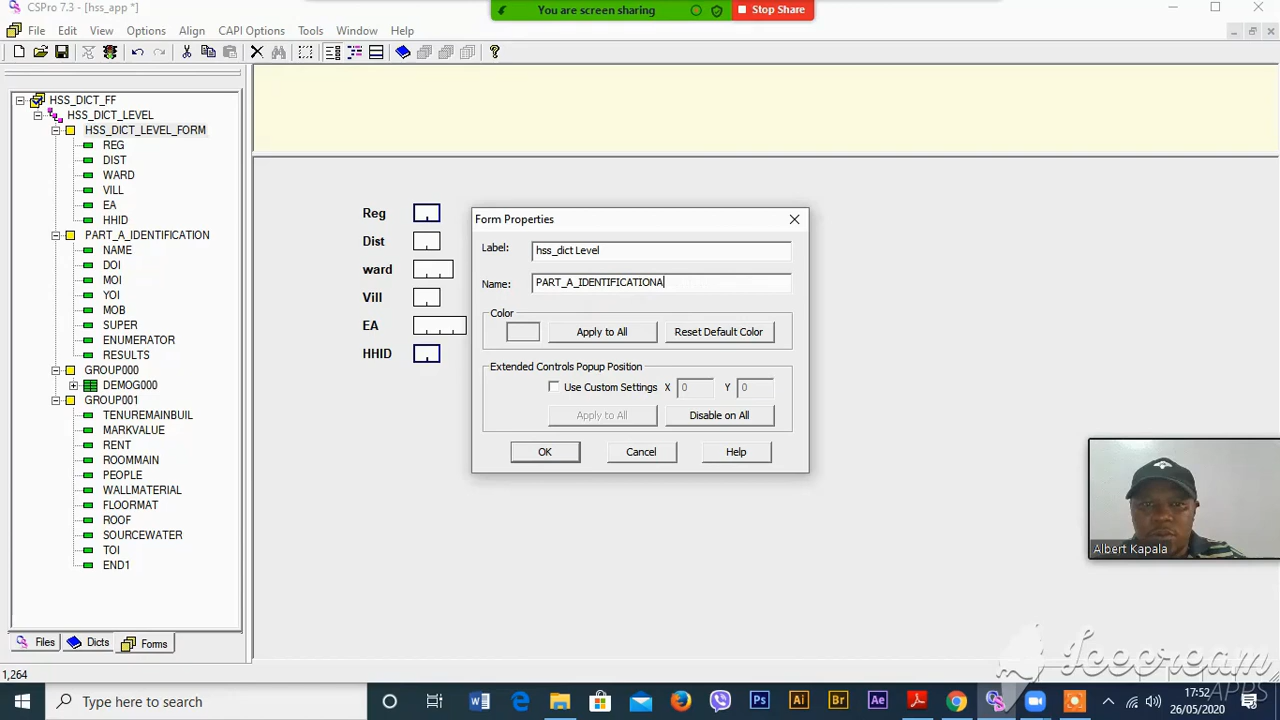 CSPro 7.3 - [hss_app *]
You are screen sharing
Stop Share
File Edit View Options Align CAPI Options Tools Window Help
HSS_DICT_FF
HSS_DICT_LEVEL
HSS_DICT_LEVEL_FORM
REG
DIST
WARD
VILL
EA
HHID
PART_A_IDENTIFICATION
NAME
DOI
MOI
YOI
MOB
SUPER
ENUMERATOR
RESULTS
GROUP000
DEMOG000
GROUP001
TENUREMAINBUIL
MARKVALUE
RENT
ROOMMAIN
PEOPLE
WALLMATERIAL
FLOORMAT
ROOF
SOURCEWATER
TOI
END1
Files Dicts Forms
Reg
Dist
ward
Vill
EA
HHID
Form Properties
Label: hss_dict Level
Name: PART_A_IDENTIFICATIONA
Color
Apply to All Reset Default Color
Extended Controls Popup Position
Use Custom Settings X 0 Y 0
Apply to All Disable on All
OK Cancel Help
Albert Kapala
Icecream
APPS
1,264
Type here to search
17:52
26/05/2020